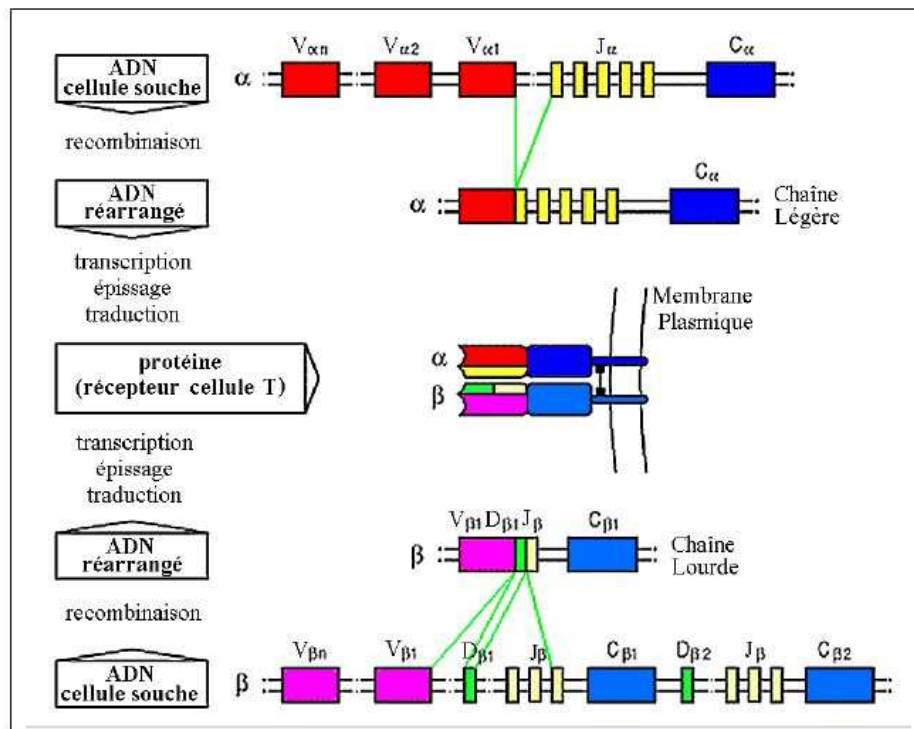 Vαn Vα2 Vα1 Jα Cα
ADN
cellule souche
α
recombinaison
Cα
ADN
réarrangé
α
Chaîne
Légère
transcription
épissage
traduction
Membrane
Plasmique
protéine
(récepteur cellule T)
α
β
transcription
épissage
traduction
Vβ1 Dβ1 Jβ Cβ1
ADN
réarrangé
β
Chaîne
Lourde
recombinaison
Vβn Vβ1 Dβ1 Jβ Cβ1 Dβ2 Jβ Cβ2
ADN
cellule souche
β